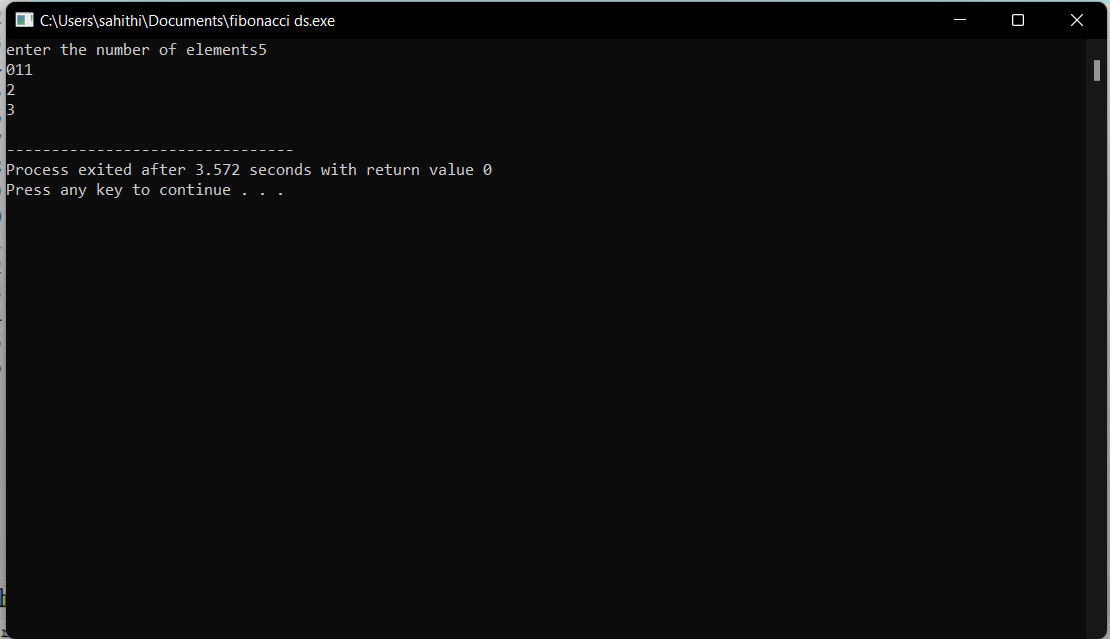 C:\Users\sahithi\Documents\fibonacci ds.exe
enter the number of elements5
011
2
3
--------------------------------
Process exited after 3.572 seconds with return value 0
Press any key to continue . . .